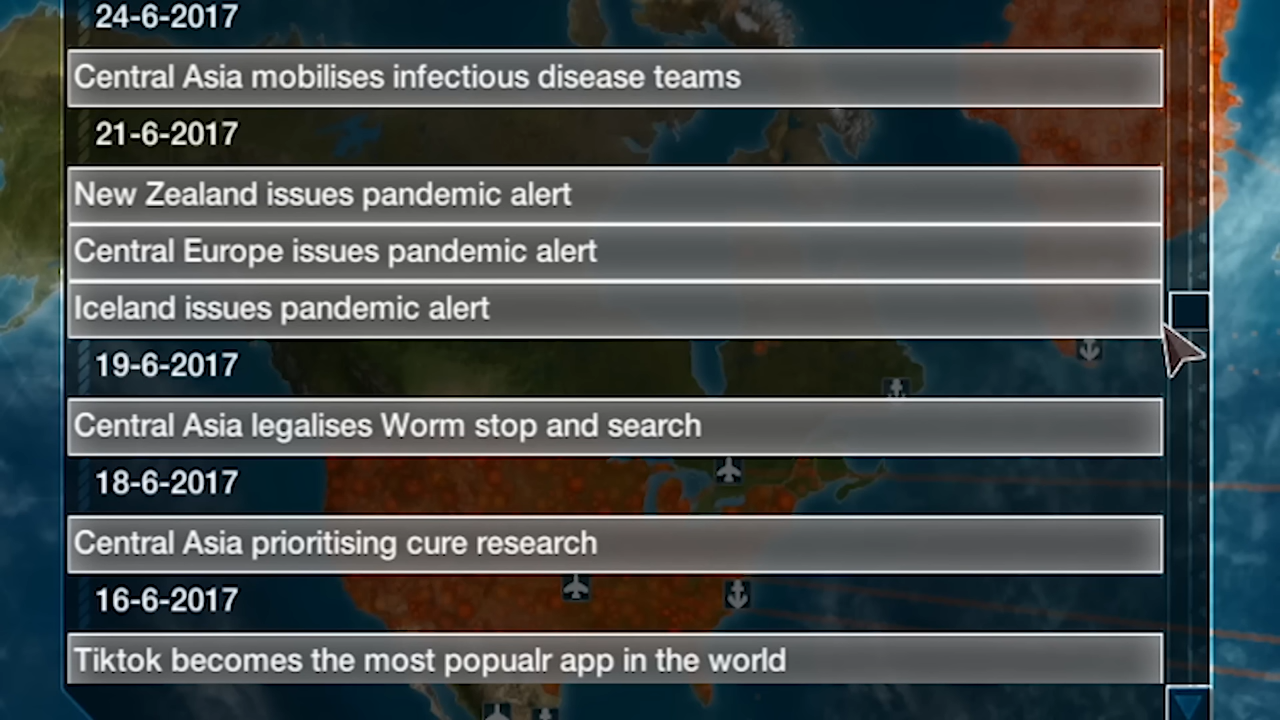 24-6-2017
Central Asia mobilises infectious disease teams
21-6-2017
New Zealand issues pandemic alert
Central Europe issues pandemic alert
Iceland issues pandemic alert
19-6-2017
Central Asia legalises Worm stop and search
18-6-2017
Central Asia prioritising cure research
16-6-2017
Tiktok becomes the most popualr app in the world